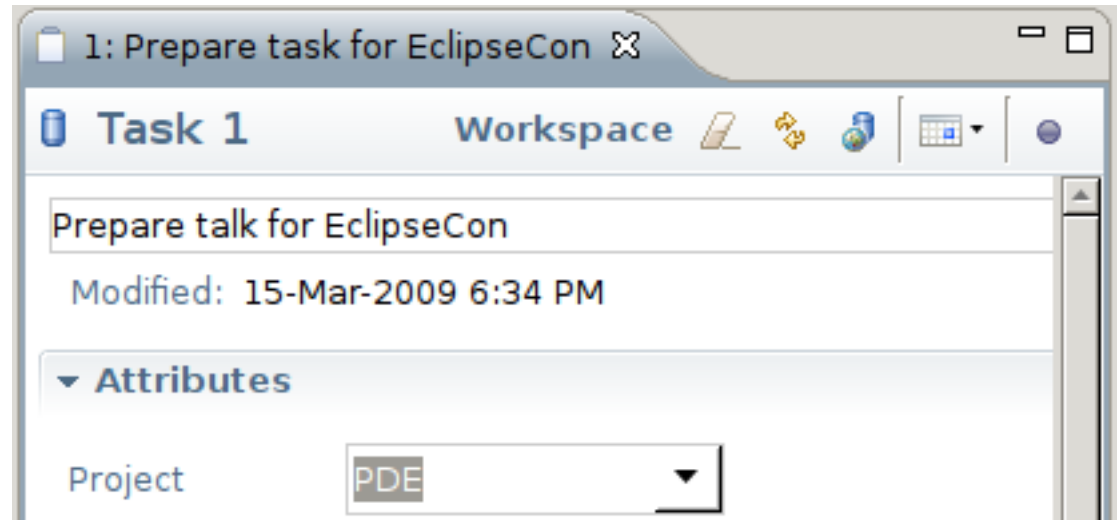 1: Prepare task for EclipseCon
Task 1 Workspace
Prepare talk for EclipseCon
Modified: 15-Mar-2009 6:34 PM
Attributes
Project PDE